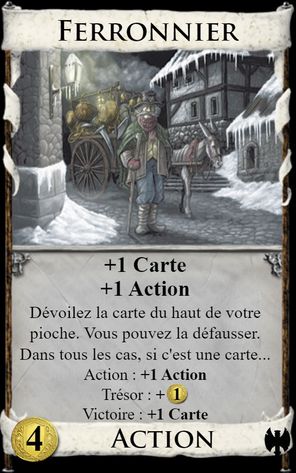 FERRONNIER
+1 Carte
+1 Action
Dévoilez la carte du haut de votre
pioche. Vous pouvez la défausser.
Dans tous les cas, si c'est une carte...
Action : +1 Action
Trésor : + 1
Victoire : +1 Carte
4 ACTION